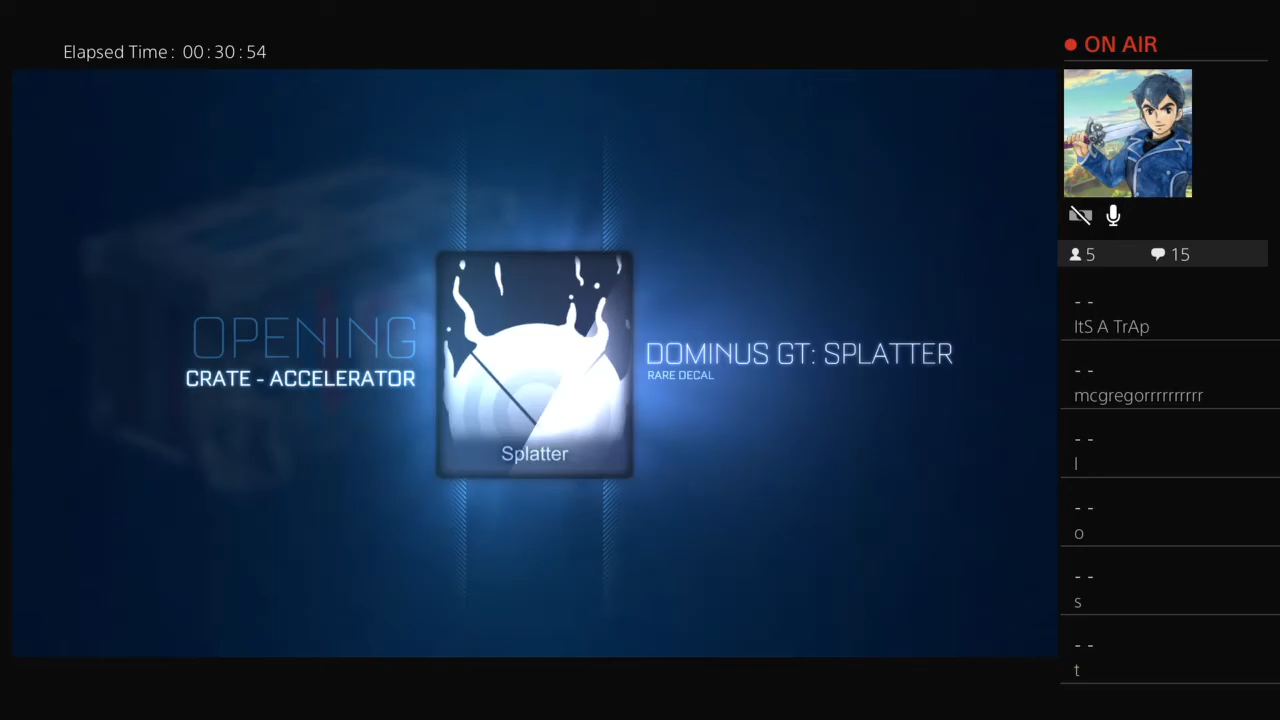 Elapsed Time: 00:30:54
ON AIR
OPENING
CRATE - ACCELERATOR
Splatter
DOMINUS GT: SPLATTER
RARE DECAL
5 15
- -
ItS A TrAp
- -
mcgregorrrrrrrrrr
- -
l
- -
o
- -
s
- -
t